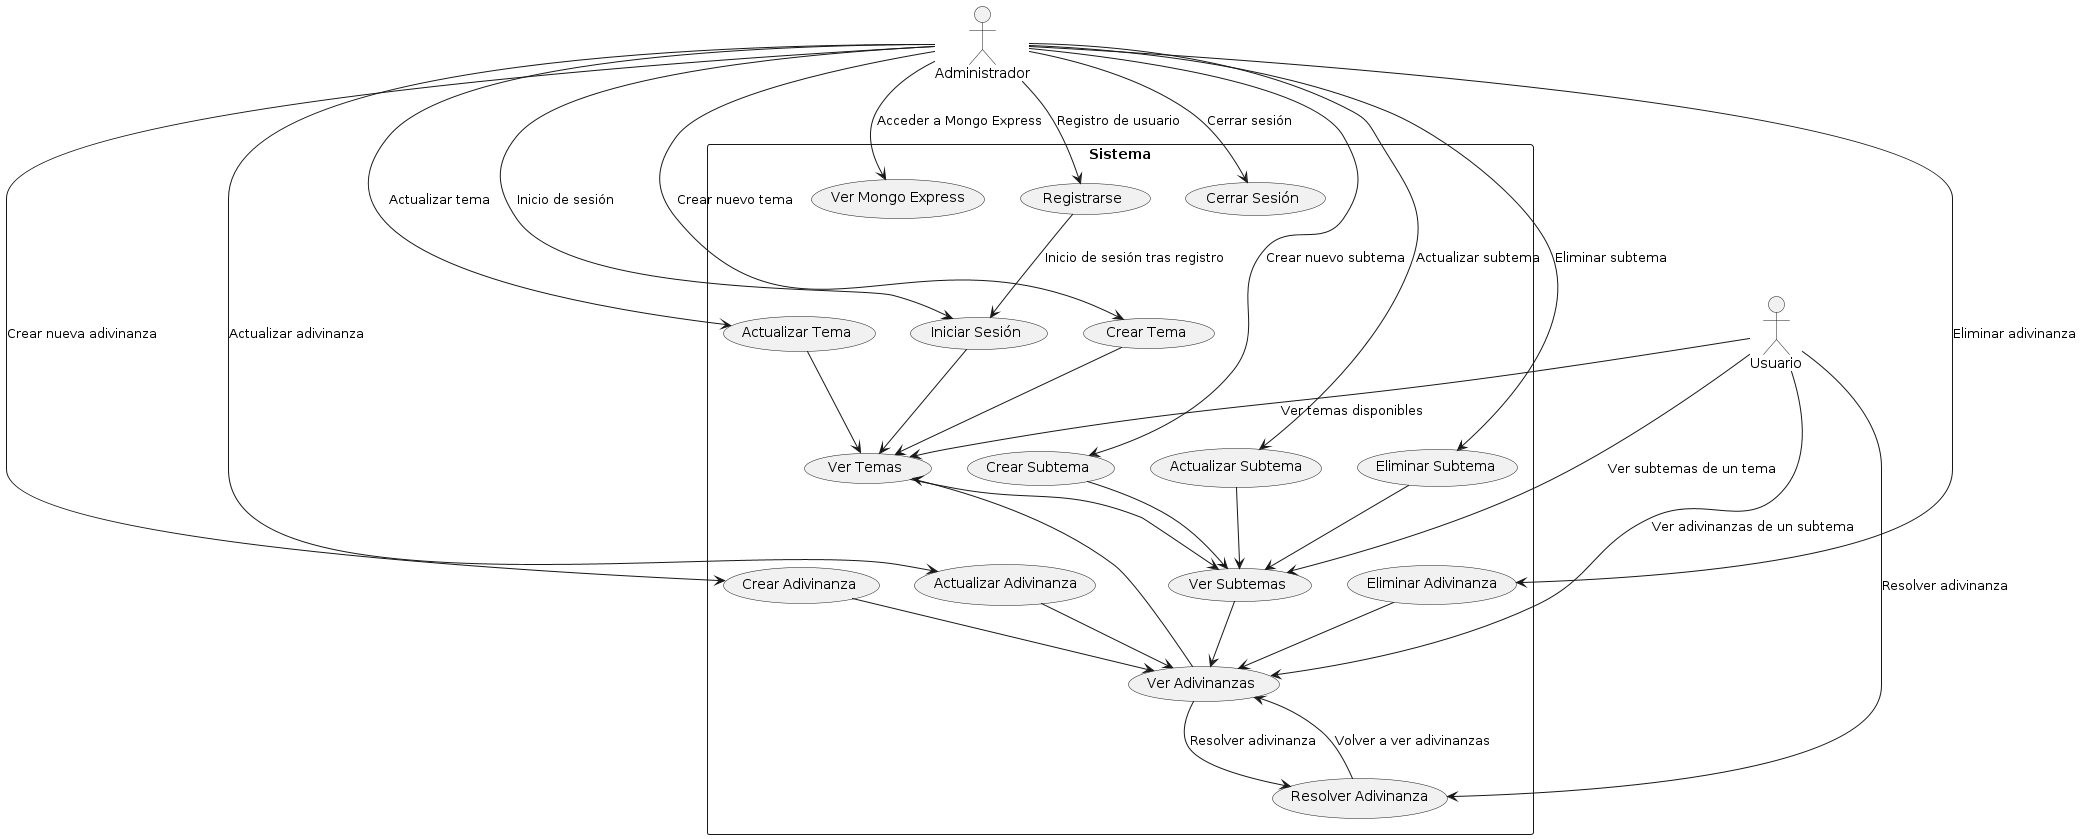 Administrador
Acceder a Mongo Express
Registro de usuario
Cerrar sesión
Sistema
Actualizar tema
Inicio de sesión
Crear nuevo tema
Ver Mongo Express
Registrarse
Cerrar Sesión
Inicio de sesión tras registro
Crear nuevo subtema
Actualizar subtema
Eliminar subtema
Crear nueva adivinanza
Actualizar adivinanza
Actualizar Tema
Iniciar Sesión
Crear Tema
Eliminar adivinanza
Usuario
Ver temas disponibles
Ver Temas
Crear Subtema
Actualizar Subtema
Eliminar Subtema
Ver subtemas de un tema
Ver adivinanzas de un subtema
Crear Adivinanza
Actualizar Adivinanza
Ver Subtemas
Eliminar Adivinanza
Resolver adivinanza
Ver Adivinanzas
Resolver adivinanza
Volver a ver adivinanzas
Resolver Adivinanza